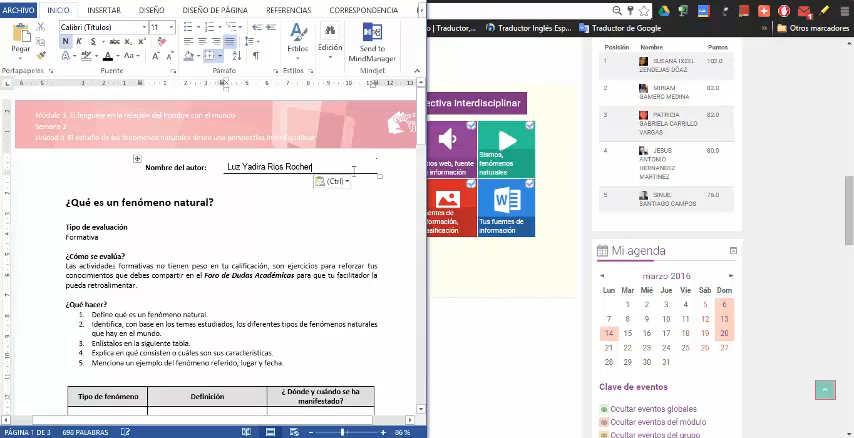 ARCHIVO INICIO INSERTAR DISEÑO DISEÑO DE PÁGINA REFERENCIAS CORRESPONDENCIA
Calibri (Títulos) 11
Pegar
Estilos
Edición
Send to
MindManager
Portapapeles
Fuente
Párrafo
Estilos
Mindjet
Módulo 3. El lenguaje en la relación del hombre con el mundo
Semana 2
Unidad II. El estudio de los fenómenos naturales desde una perspectiva interdisciplinar
Nombre del autor: Luz Yadira Rios Rocher
(Ctrl)
¿Qué es un fenómeno natural?
Tipo de evaluación
Formativa
¿Cómo se evalúa?
Las actividades formativas no tienen peso en tu calificación, son ejercicios para reforzar tus
conocimientos que debes compartir en el Foro de Dudas Académicas para que tu facilitador la
pueda retroalimentar.
¿Qué hacer?
1. Define qué es un fenómeno natural.
2. Identifica, con base en los temas estudiados, los diferentes tipos de fenómenos naturales
que hay en el mundo.
3. Enlístalos en la siguiente tabla.
4. Explica en qué consisten o cuáles son sus características.
5. Menciona un ejemplo del fenómeno referido, lugar y fecha.
Tipo de fenómeno Definición ¿ Dónde y cuándo se ha
manifestado?
PÁGINA 1 DE 3 698 PALABRAS 86 %
Traductor,... Traductor Inglés Esp... Traductor de Google » Otros marcadores
ectiva interdisciplinar
tios web, fuente
e información
Sismos,
fenómenos
naturales
entes de
formación,
asificación
Tus fuentes de
información
Posición Nombre Puntos
1 SUSANA IXZEL
ZENDEJAS DÍAZ 102.0
2 MIRIAM
GAMERO MEDINA 82.0
3 PATRICIA
GABRIELA CARRILLO
VARGAS 82.0
4 JESUS
ANTONIO
HERNANDEZ
MARTINEZ 80.0
5 SINUE
SANTIAGO CAMPOS 76.0
Mi agenda
marzo 2016
Lun Mar Mié Jue Vie Sáb Dom
1 2 3 4 5 6
7 8 9 10 11 12 13
14 15 16 17 18 19 20
21 22 23 24 25 26 27
28 29 30 31
Clave de eventos
Ocultar eventos globales
Ocultar eventos del módulo
Ocultar eventos del grupo